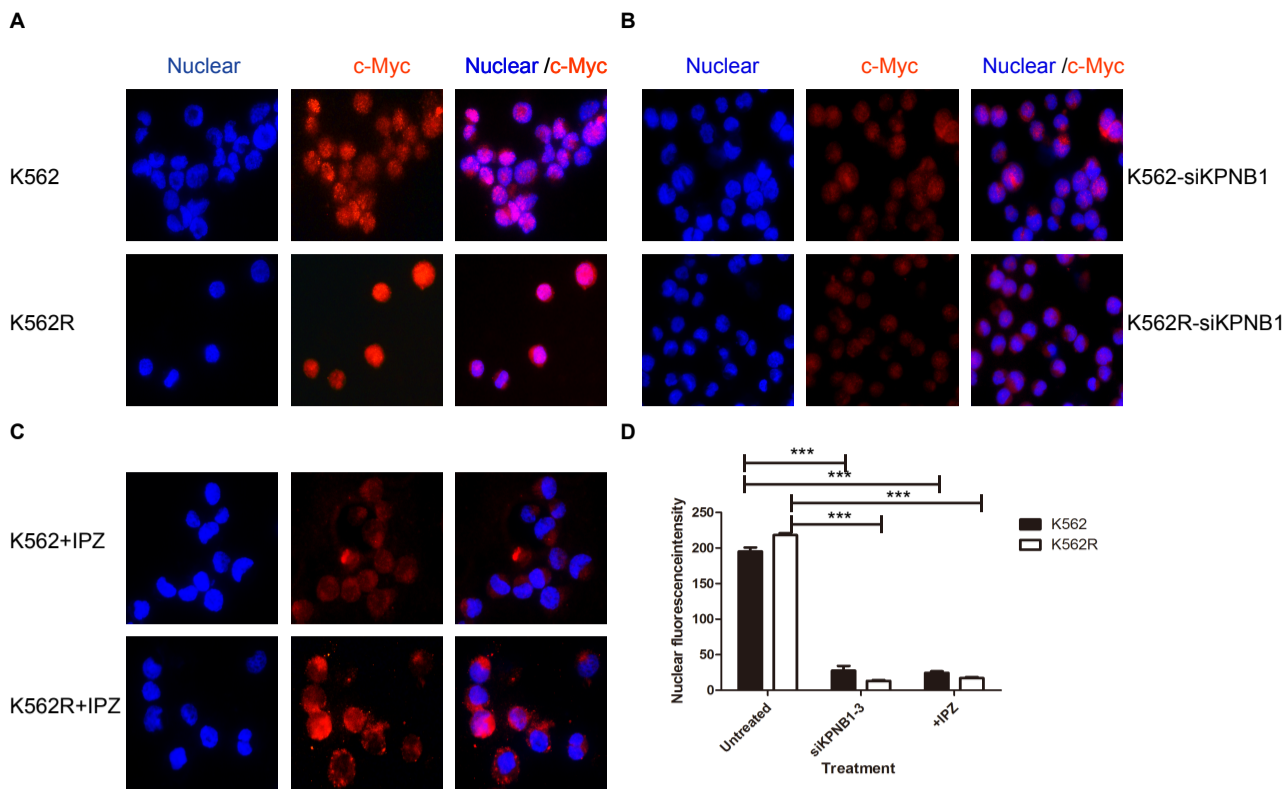 A
Nuclear c-Myc Nuclear /c-Myc
K562
K562R
B
Nuclear c-Myc Nuclear /c-Myc
K562-siKPNB1
K562R-siKPNB1
C
K562+IPZ
K562R+IPZ
D
***
***
***
***
Nuclear fluorescenceintensity
250
200
150
100
50
0
Untreated
siKPNB1-3
+IPZ
Treatment
K562
K562R